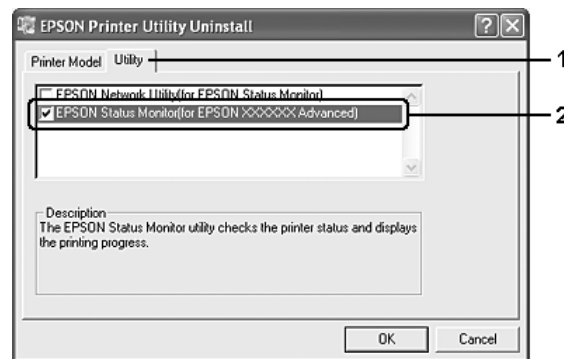 EPSON Printer Utility Uninstall
Printer Model Utility
1
EPSON Network Utility(for EPSON Status Monitor)
EPSON Status Monitor(for EPSON XXXXXX Advanced)
2
Description
The EPSON Status Monitor utility checks the printer status and displays
the printing progress.
OK Cancel